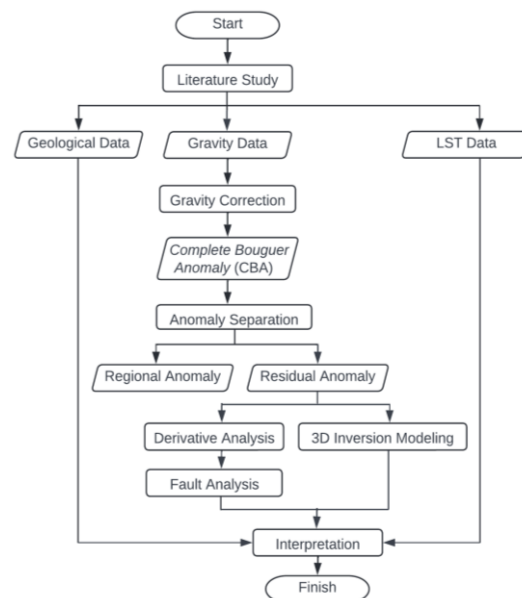 Start
Literature Study
Geological Data
Gravity Data
LST Data
Gravity Correction
Complete Bouguer
Anomaly (CBA)
Anomaly Separation
Regional Anomaly
Residual Anomaly
Derivative Analysis
3D Inversion Modeling
Fault Analysis
Interpretation
Finish